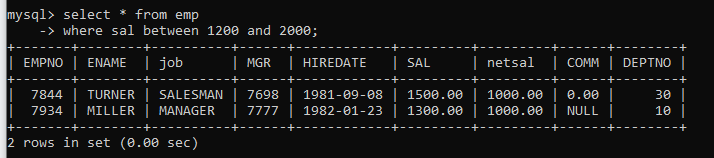 mysql> select * from emp
    -> where sal between 1200 and 2000;
+-------+--------+----------+------+------------+---------+---------+------+--------+
| EMPNO | ENAME  | job      | MGR  | HIREDATE   | SAL     | netsal  | COMM | DEPTNO |
+-------+--------+----------+------+------------+---------+---------+------+--------+
|  7844 | TURNER | SALESMAN | 7698 | 1981-09-08 | 1500.00 | 1000.00 | 0.00 |     30 |
|  7934 | MILLER | MANAGER  | 7777 | 1982-01-23 | 1300.00 | 1000.00 | NULL |     10 |
+-------+--------+----------+------+------------+---------+---------+------+--------+
2 rows in set (0.00 sec)